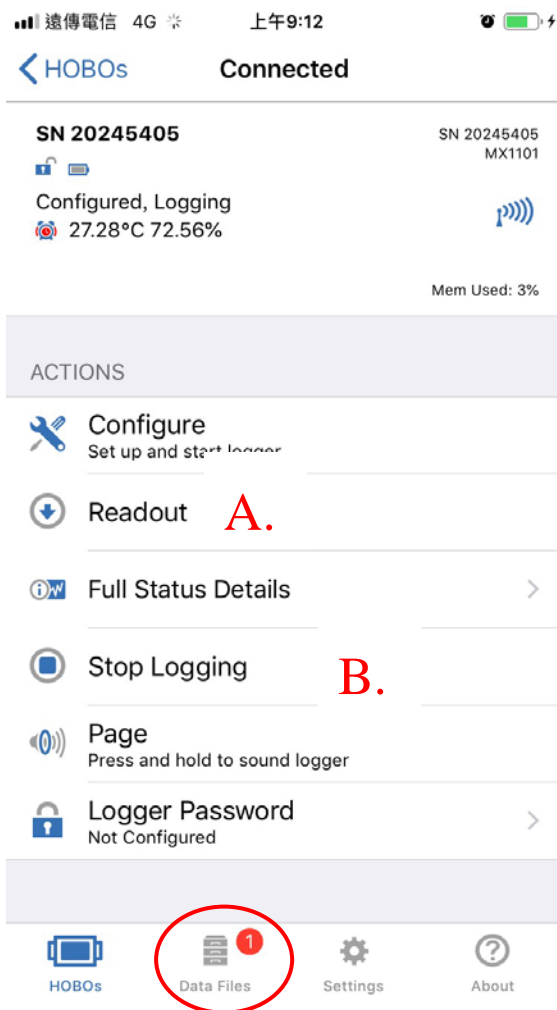 遠傳電信 4G 上午9:12
HOBOs Connected
SN 20245405
SN 20245405
MX1101
Configured, Logging
27.28°C 72.56%
Mem Used: 3%
ACTIONS
Configure
Set up and start logger
Readout A.
Full Status Details
Stop Logging B.
Page
Press and hold to sound logger
Logger Password
Not Configured
1
HOBOs Data Files Settings About